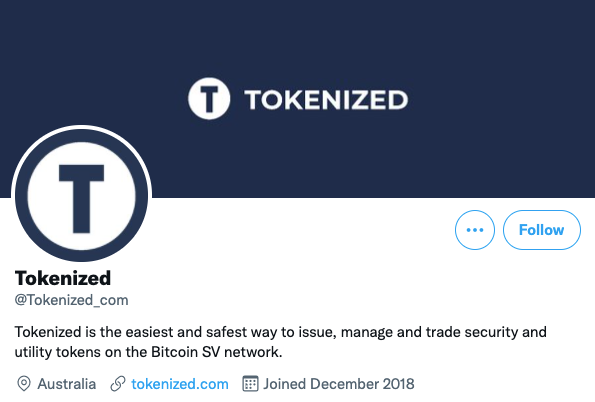 T TOKENIZED
T
Follow
Tokenized
@Tokenized_com
Tokenized is the easiest and safest way to issue, manage and trade security and
utility tokens on the Bitcoin SV network.
Australia tokenized.com Joined December 2018